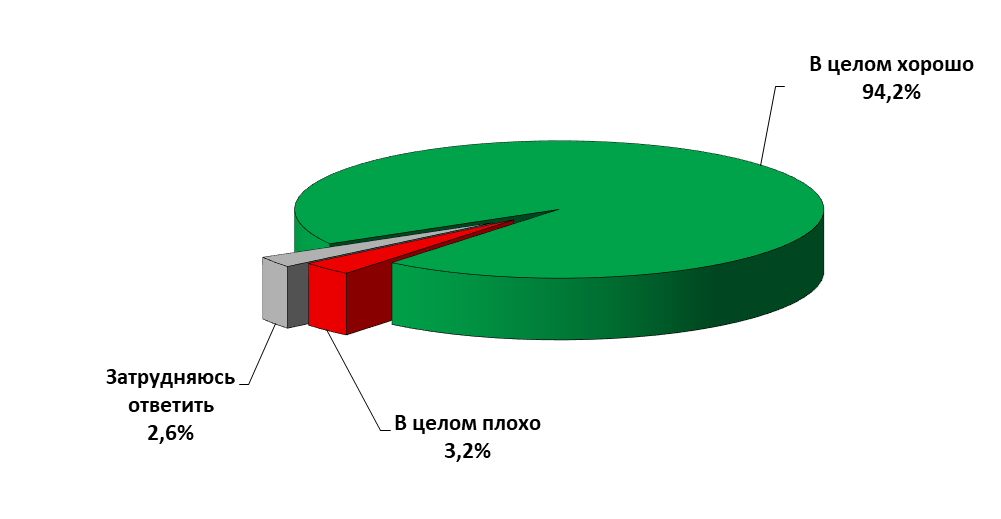 В целом хорошо
94,2%
Затрудняюсь
ответить
2,6%
В целом плохо
3,2%